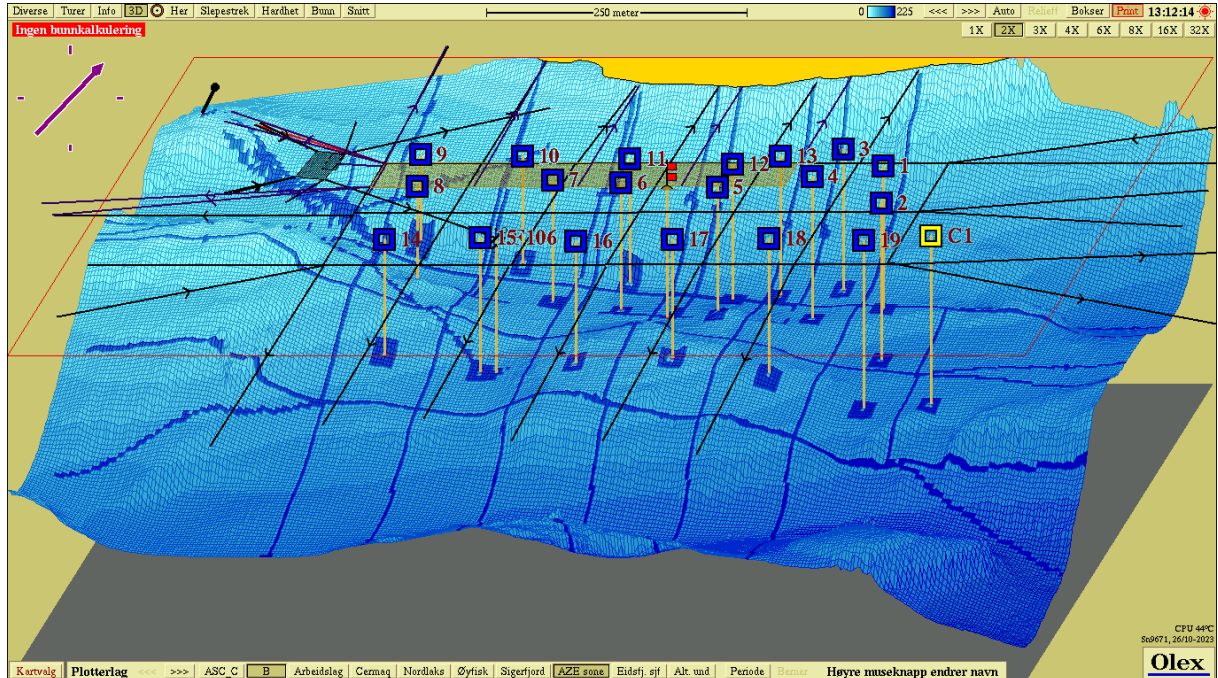 Diverse Turer Info 3D Her Slepestrek Hardhet Bunn Snitt 250 meter 0 225 <<< >>> Auto Relieff Bokser Print 13:12:14
Ingen bunnkalkulering 1X 2X 3X 4X 6X 8X 16X 32X
9 10 11 12 13 3 1
8 7 6 5 4 2
14 15 106 16 17 18 19 C1
CPU 44°C
Sn9671, 26/10-2023
Olex
Kartvalg Plotterlag <<< >>> ASC_C B Arbeidslag Cermaq Nordlaks Øyfisk Sigerfjord AZE sone Eidsfj. sjf Alt. und Periode Bemer Høyre museknapp endrer navn